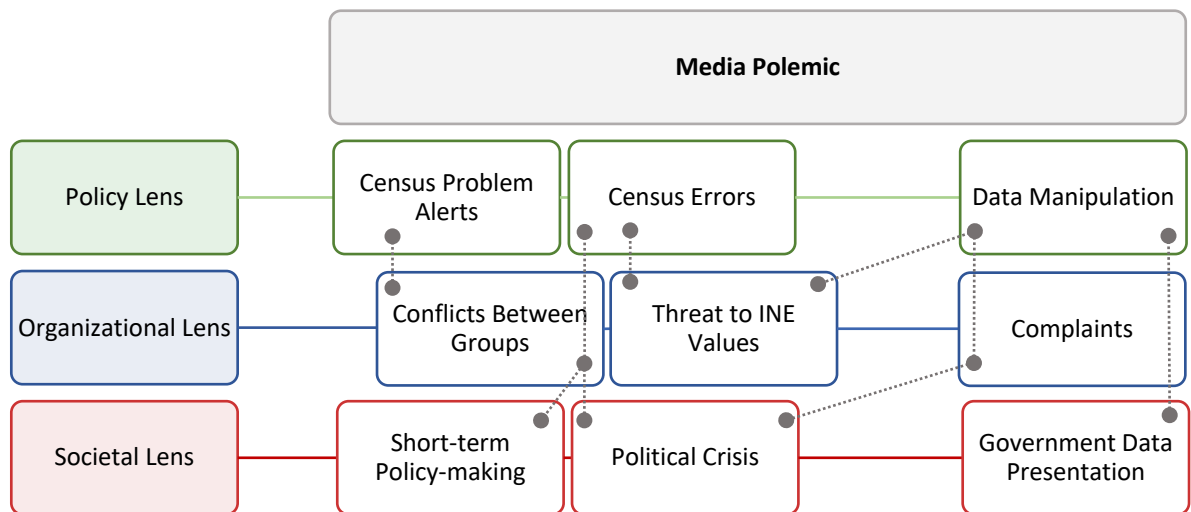 Media Polemic
Policy Lens
Census Problem
Alerts
Census Errors
Data Manipulation
Organizational Lens
Conflicts Between
Groups
Threat to INE
Values
Complaints
Societal Lens
Short-term
Policy-making
Political Crisis
Government Data
Presentation